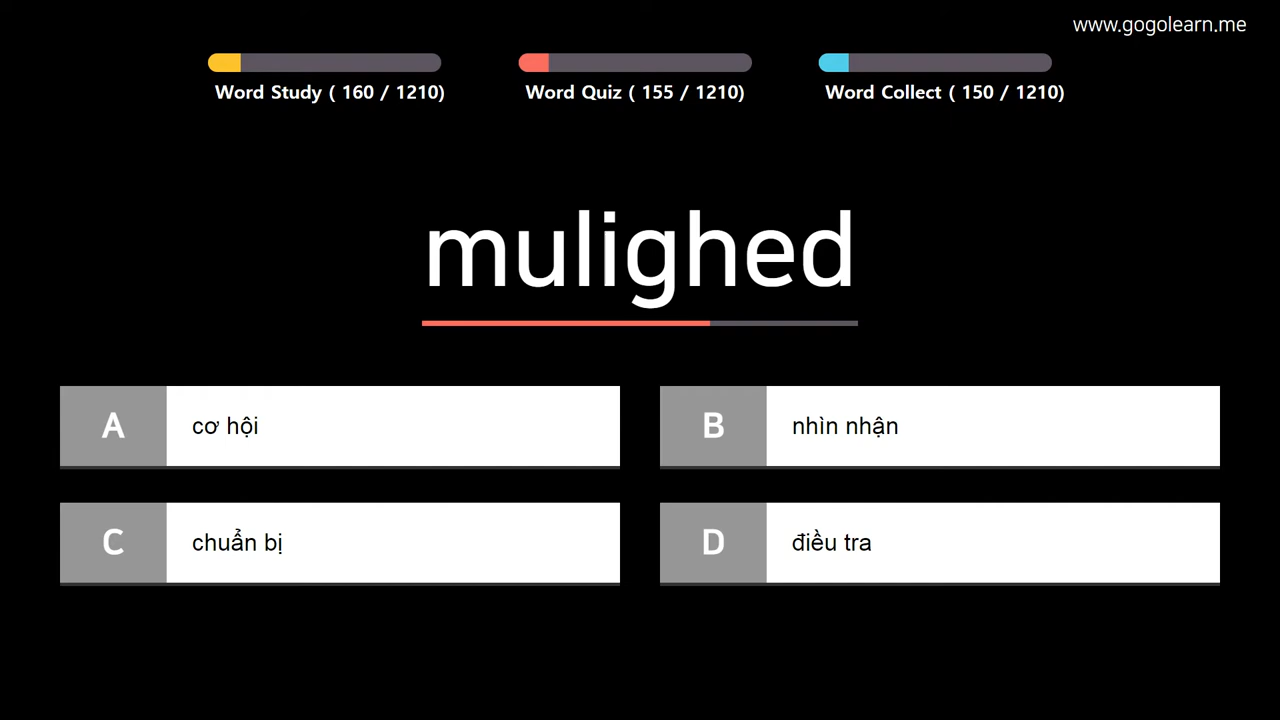 www.gogolearn.me
Word Study ( 160 / 1210)
Word Quiz ( 155 / 1210)
Word Collect ( 150 / 1210)
mulighed
A
cơ hội
B
nhìn nhận
C
chuẩn bị
D
điều tra